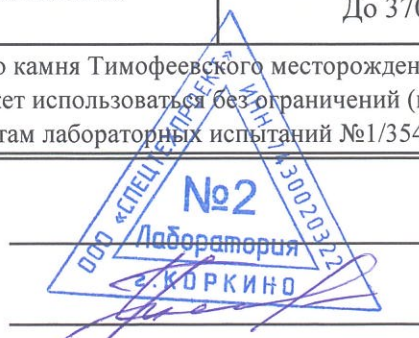 До 370
о камня Тимофеевского месторожден
жет использоваться без ограничений (
там лабораторных испытаний №1/354
ООО «СПЕЦТЕХПРОЕКТ» ИНН 7430020322
№2
Лаборатория
г. КОРКИНО